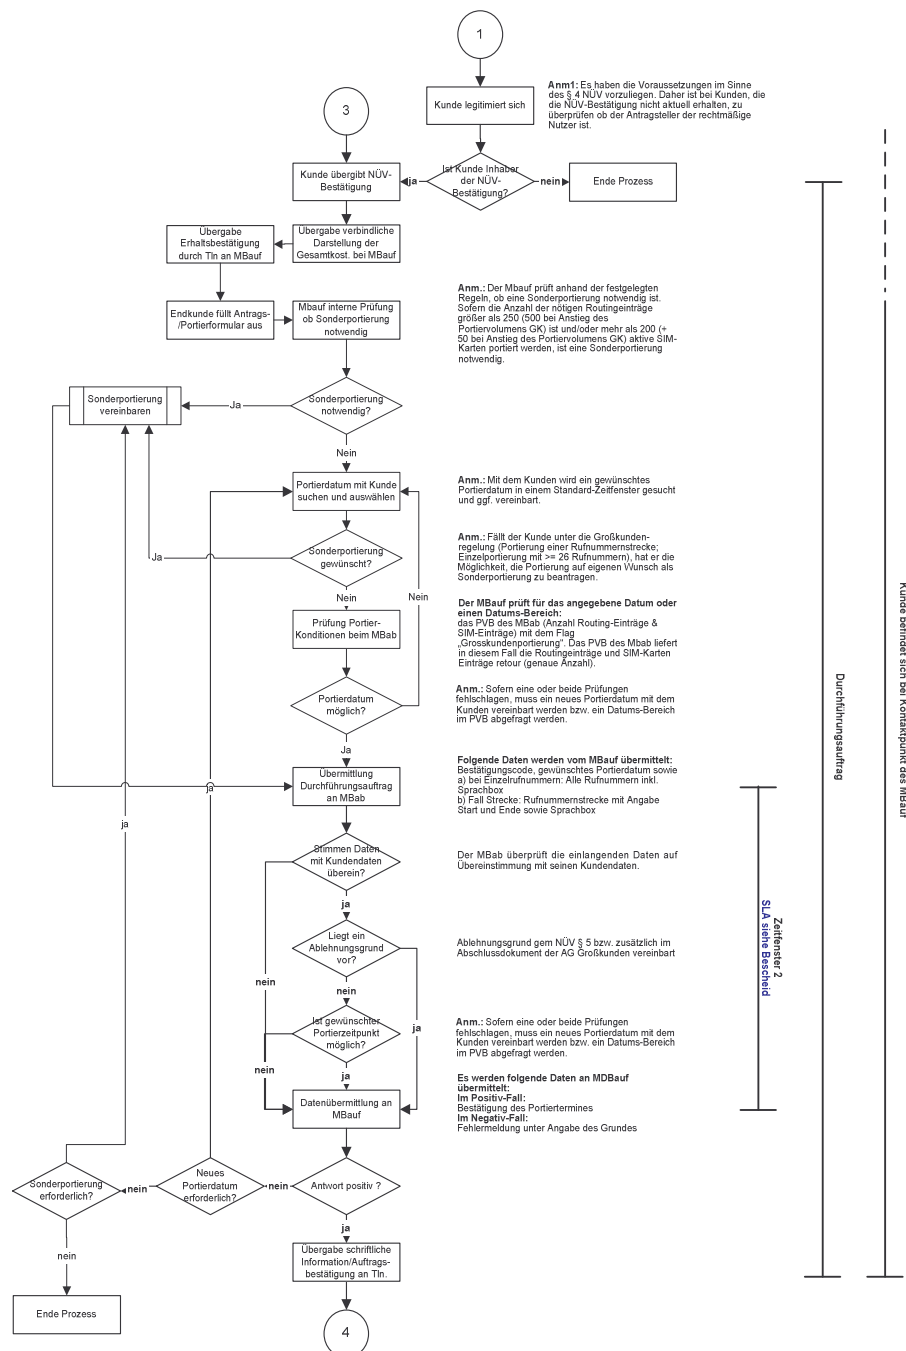 1
Kunde legitimiert sich
Anm1: Es haben die Voraussetzungen im Sinne
des § 4 NÜV vorzuliegen. Daher ist bei Kunden, die
die NÜV-Bestätigung nicht aktuell erhalten, zu
überprüfen ob der Antragsteller der rechtmäßige
Nutzer ist.
3
Kunde übergibt NÜV-
Bestätigung
ja
Ist Kunde Inhaber
der NÜV-
Bestätigung?
nein
Ende Prozess
Übergabe
Erhaltsbestätigung
durch Tln an MBauf
Übergabe verbindliche
Darstellung der
Gesamtkost. bei MBauf
Endkunde füllt Antrags-
/Portierformular aus
Mbauf interne Prüfung
ob Sonderportierung
notwendig
Anm.: Der Mbauf prüft anhand der festgelegten
Regeln, ob eine Sonderportierung notwendig ist.
Sofern die Anzahl der nötigen Routingeinträge
größer als 250 (500 bei Anstieg des
Portiervolumens GK) ist und/oder mehr als 200 (+
50 bei Anstieg des Portiervolumens GK) aktive SIM-
Karten portiert werden, ist eine Sonderportierung
notwendig.
Sonderportierung
vereinbaren
Ja
Sonderportierung
notwendig?
Nein
Portierdatum mit Kunde
suchen und auswählen
Anm.: Mit dem Kunden wird ein gewünschtes
Portierdatum in einem Standard-Zeitfenster gesucht
und ggf. vereinbart.
Ja
Sonderportierung
gewünscht?
Anm.: Fällt der Kunde unter die Großkunden-
regelung (Portierung einer Rufnummernstrecke;
Einzelportierung mit >= 26 Rufnummern), hat er die
Möglichkeit, die Portierung auf eigenen Wunsch als
Sonderportierung zu beantragen.
Nein
Nein
Prüfung Portier-
Konditionen beim MBab
Der MBauf prüft für das angegebene Datum oder
einen Datums-Bereich:
das PVB des MBab (Anzahl Routing-Einträge &
SIM-Einträge) mit dem Flag
„Grosskundenportierung". Das PVB des Mbab liefert
in diesem Fall die Routingeinträge und SIM-Karten
Einträge retour (genaue Anzahl).
Portierdatum
möglich?
Anm.: Sofern eine oder beide Prüfungen
fehlschlagen, muss ein neues Portierdatum mit dem
Kunden vereinbart werden bzw. ein Datums-Bereich
im PVB abgefragt werden.
Ja
Übermittlung
Durchführungsauftrag
an MBab
Folgende Daten werden vom MBauf übermittelt:
Bestätigungscode, gewünschtes Portierdatum sowie
a) bei Einzelrufnummern: Alle Rufnummern inkl.
Sprachbox
b) Fall Strecke: Rufnummernstrecke mit Angabe
Start und Ende sowie Sprachbox
ja
ja
Stimmen Daten
mit Kundendaten
überein?
Der MBab überprüft die einlangenden Daten auf
Übereinstimmung mit seinen Kundendaten.
ja
Liegt ein
Ablehnungsgrund
vor?
Ablehnungsgrund gem NÜV § 5 bzw. zusätzlich im
Abschlussdokument der AG Großkunden vereinbart
nein
nein
Ist gewünschter
Portierzeitpunkt
möglich?
ja
Anm.: Sofern eine oder beide Prüfungen
fehlschlagen, muss ein neues Portierdatum mit dem
Kunden vereinbart werden bzw. ein Datums-Bereich
im PVB abgefragt werden.
nein
ja
Datenübermittlung an
MBauf
Es werden folgende Daten an MDBauf
übermittelt:
Im Positiv-Fall:
Bestätigung des Portiertermines
Im Negativ-Fall:
Fehlermeldung unter Angabe des Grundes
Sonderportierung
erforderlich?
nein
Neues
Portierdatum
erforderlich?
nein
Antwort positiv ?
ja
nein
Übergabe schriftliche
Information/Auftrags-
bestätigung an Tln.
Ende Prozess
4
Zeitfenster 2
SLA siehe Bescheid
Durchführungsauftrag
Kunde befindet sich bei Kontaktpunkt des MBauf